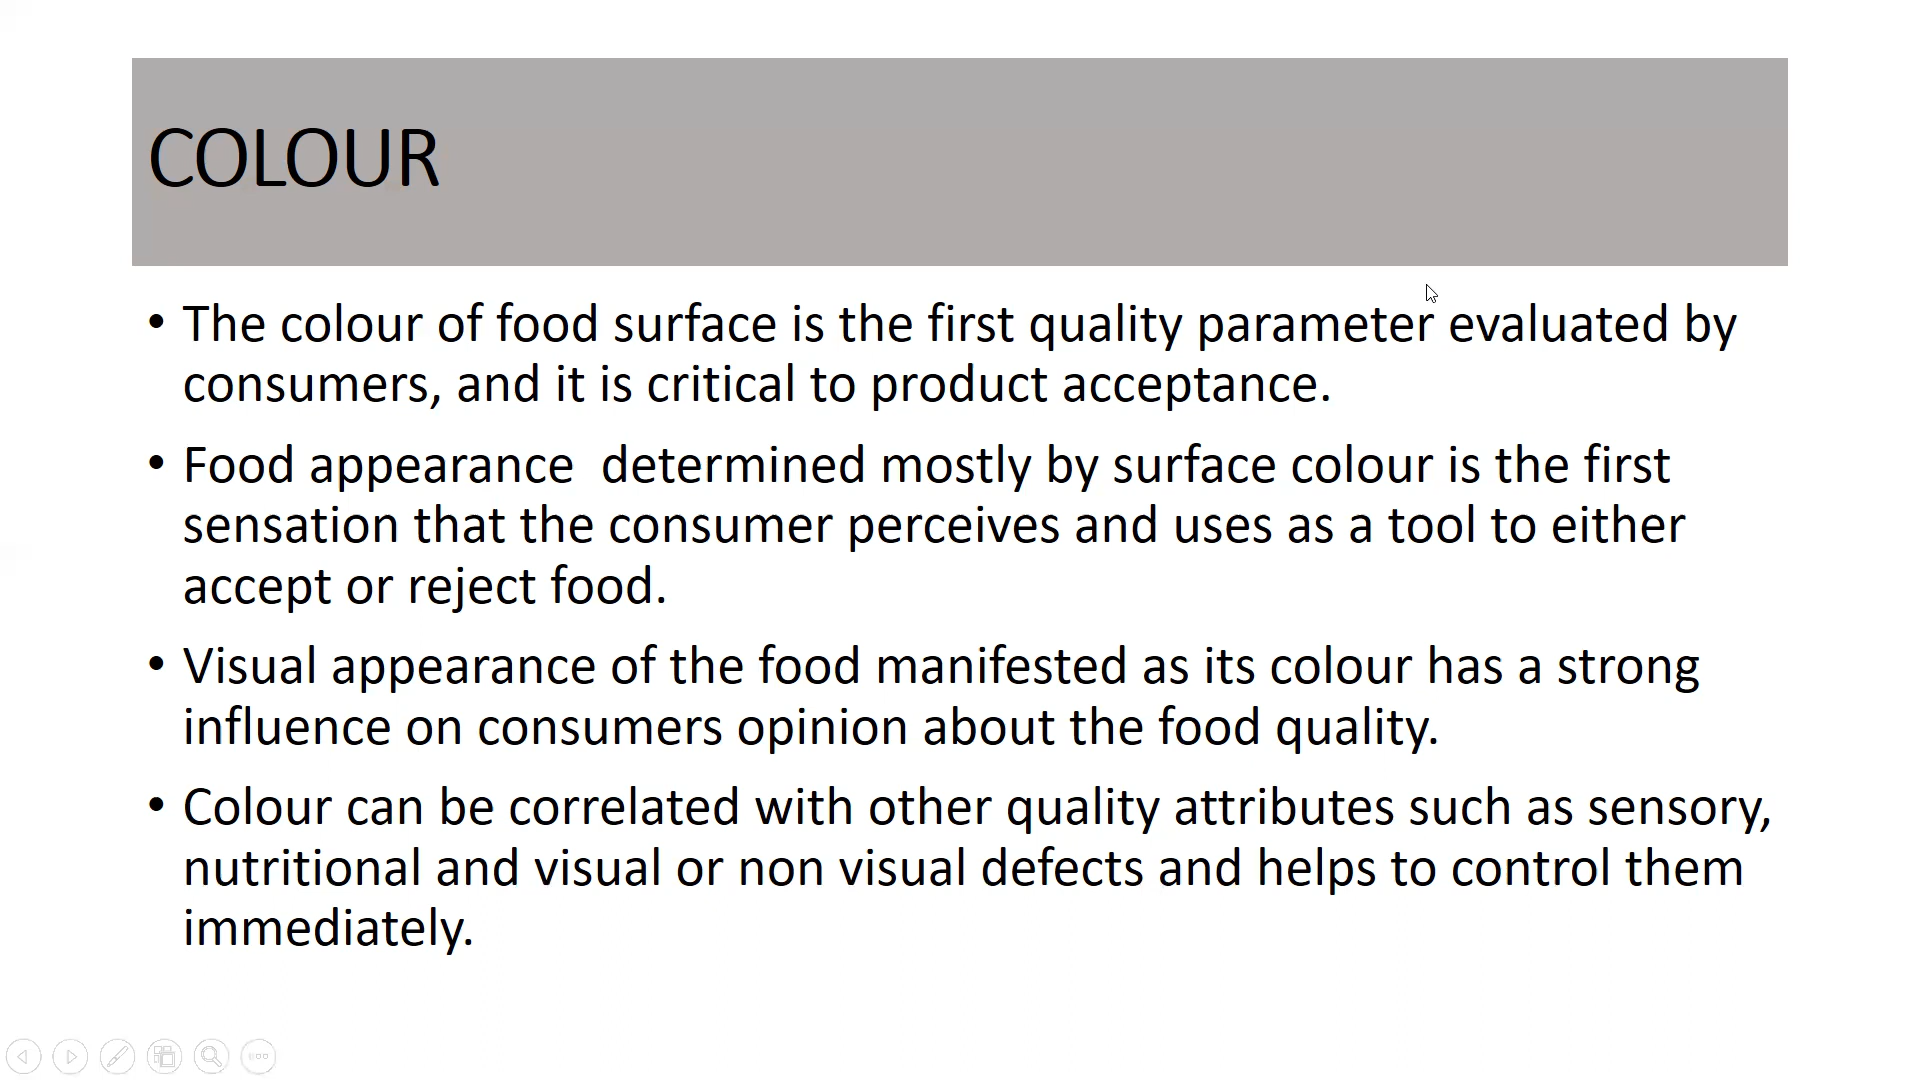 COLOUR
• The colour of food surface is the first quality parameter evaluated by
consumers, and it is critical to product acceptance.
• Food appearance  determined mostly by surface colour is the first
sensation that the consumer perceives and uses as a tool to either
accept or reject food.
• Visual appearance of the food manifested as its colour has a strong
influence on consumers opinion about the food quality.
• Colour can be correlated with other quality attributes such as sensory,
nutritional and visual or non visual defects and helps to control them
immediately.